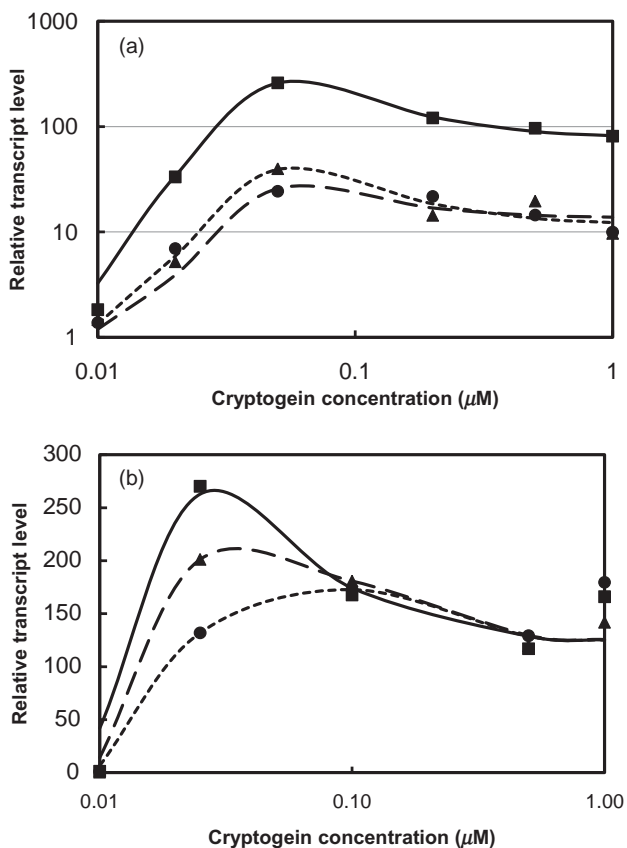 1000
(a)
100
10
1
0.01
0.1
1
Relative transcript level
Cryptogein concentration (μM)
300
(b)
250
200
150
100
50
0
0.01
0.10
1.00
Relative transcript level
Cryptogein concentration (μM)